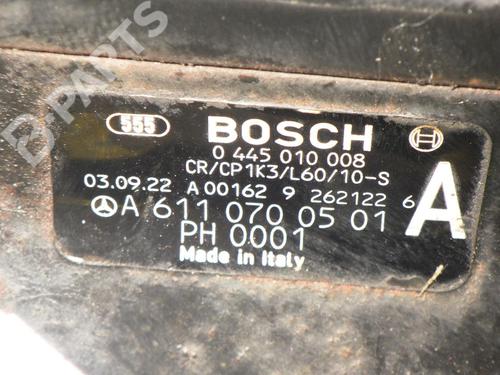 B-PARTS
555 BOSCH
0 445 010 008
CR/CP1K3/L60/10-S
03.09.22 A 00162 9 262122 6
A 611 070 05 01 A
PH 0001
Made in Italy